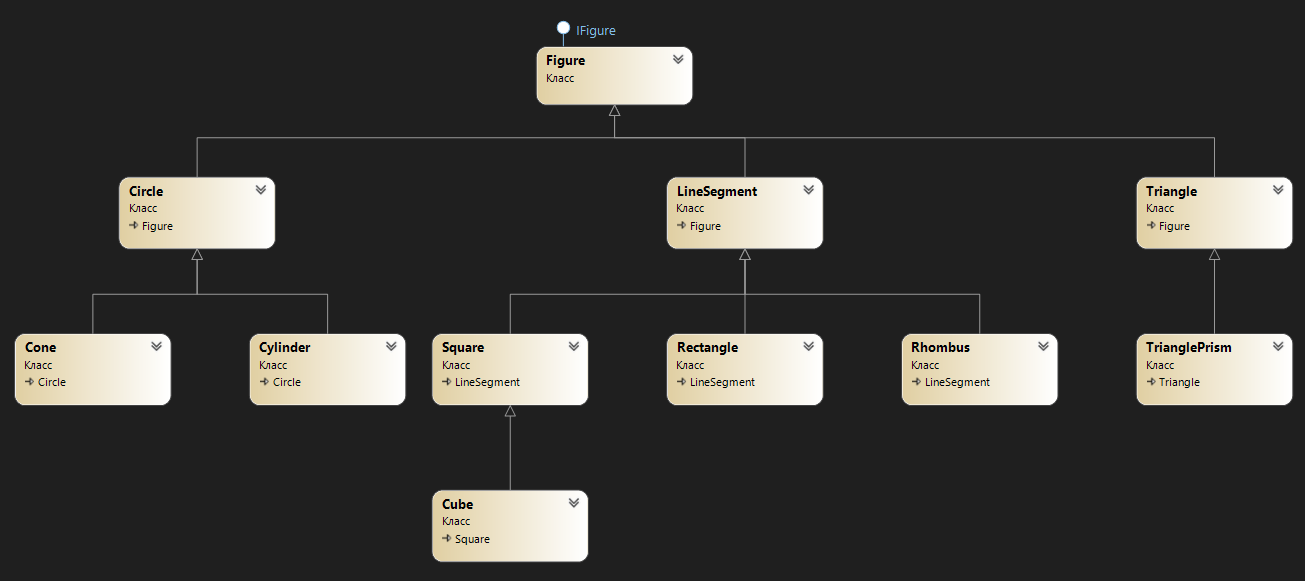 IFigure
Figure
Класс
Circle
Класс
Figure
LineSegment
Класс
Figure
Triangle
Класс
Figure
Cone
Класс
Circle
Cylinder
Класс
Circle
Square
Класс
LineSegment
Rectangle
Класс
LineSegment
Rhombus
Класс
LineSegment
TrianglePrism
Класс
Triangle
Cube
Класс
Square